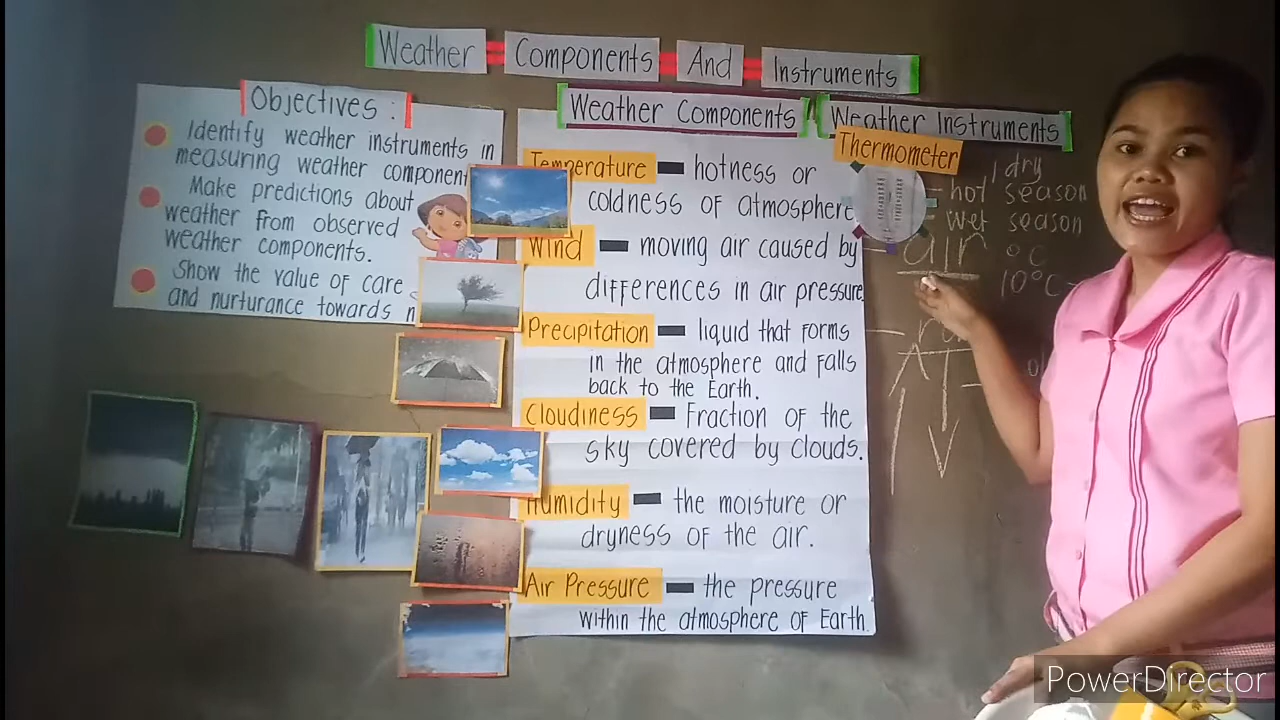 Weather Components And Instruments
Objectives :
Identify weather instruments in
measuring weather component
Make predictions about
weather from observed
weather components.
Show the value of care
and nurturance towards n
Weather Components
Temperature - hotness or
coldness of atmosphere
Wind - moving air caused by
differences in air pressure.
Precipitation - liquid that forms
in the atmosphere and falls
back to the Earth.
Cloudiness - Fraction of the
sky covered by clouds.
Humidity - the moisture or
dryness of the air.
Air Pressure - the pressure
within the atmosphere of Earth.
Weather Instruments
Thermometer
dry
- hot season
- wet season
air
°C
10°C -
PowerDirector